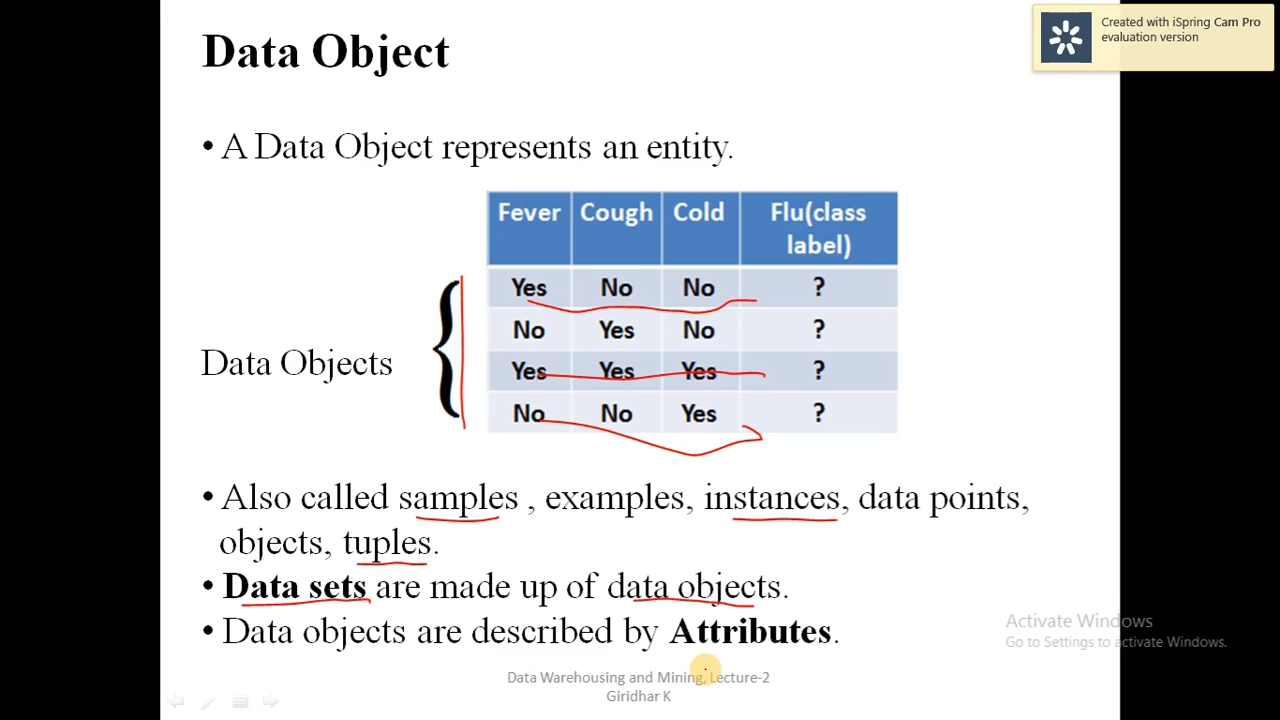 Data Object
Created with iSpring Cam Pro
evaluation version
• A Data Object represents an entity.
Fever Cough Cold Flu(class
label)
Yes No No ?
No Yes No ?
Data Objects
Yes Yes Yes ?
No No Yes ?
• Also called samples , examples, instances, data points,
objects, tuples.
• Data sets are made up of data objects.
• Data objects are described by Attributes.
Activate Windows
Go to Settings to activate Windows.
Data Warehousing and Mining, Lecture-2
Giridhar K